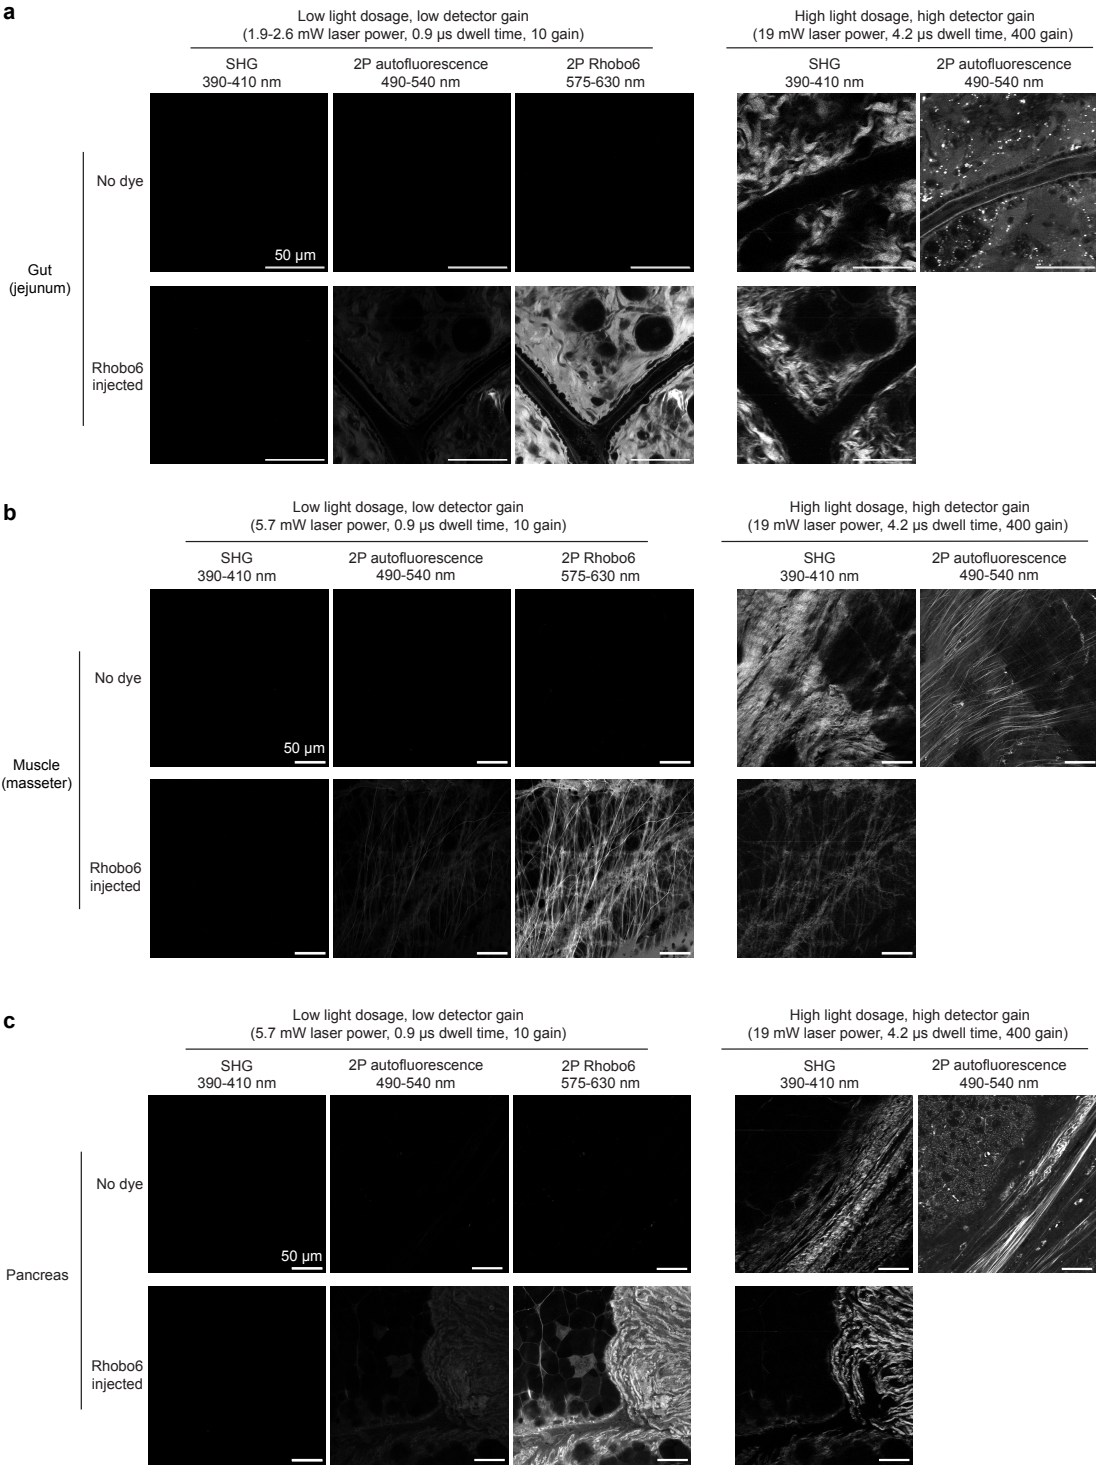 a
Low light dosage, low detector gain
(1.9-2.6 mW laser power, 0.9 µs dwell time, 10 gain)
High light dosage, high detector gain
(19 mW laser power, 4.2 µs dwell time, 400 gain)
SHG
390-410 nm
2P autofluorescence
490-540 nm
2P Rhobo6
575-630 nm
SHG
390-410 nm
2P autofluorescence
490-540 nm
Gut
(jejunum)
No dye
50 µm
Rhobo6
injected
b
Low light dosage, low detector gain
(5.7 mW laser power, 0.9 µs dwell time, 10 gain)
High light dosage, high detector gain
(19 mW laser power, 4.2 µs dwell time, 400 gain)
SHG
390-410 nm
2P autofluorescence
490-540 nm
2P Rhobo6
575-630 nm
SHG
390-410 nm
2P autofluorescence
490-540 nm
Muscle
(masseter)
No dye
50 µm
Rhobo6
injected
c
Low light dosage, low detector gain
(5.7 mW laser power, 0.9 µs dwell time, 10 gain)
High light dosage, high detector gain
(19 mW laser power, 4.2 µs dwell time, 400 gain)
SHG
390-410 nm
2P autofluorescence
490-540 nm
2P Rhobo6
575-630 nm
SHG
390-410 nm
2P autofluorescence
490-540 nm
Pancreas
No dye
50 µm
Rhobo6
injected